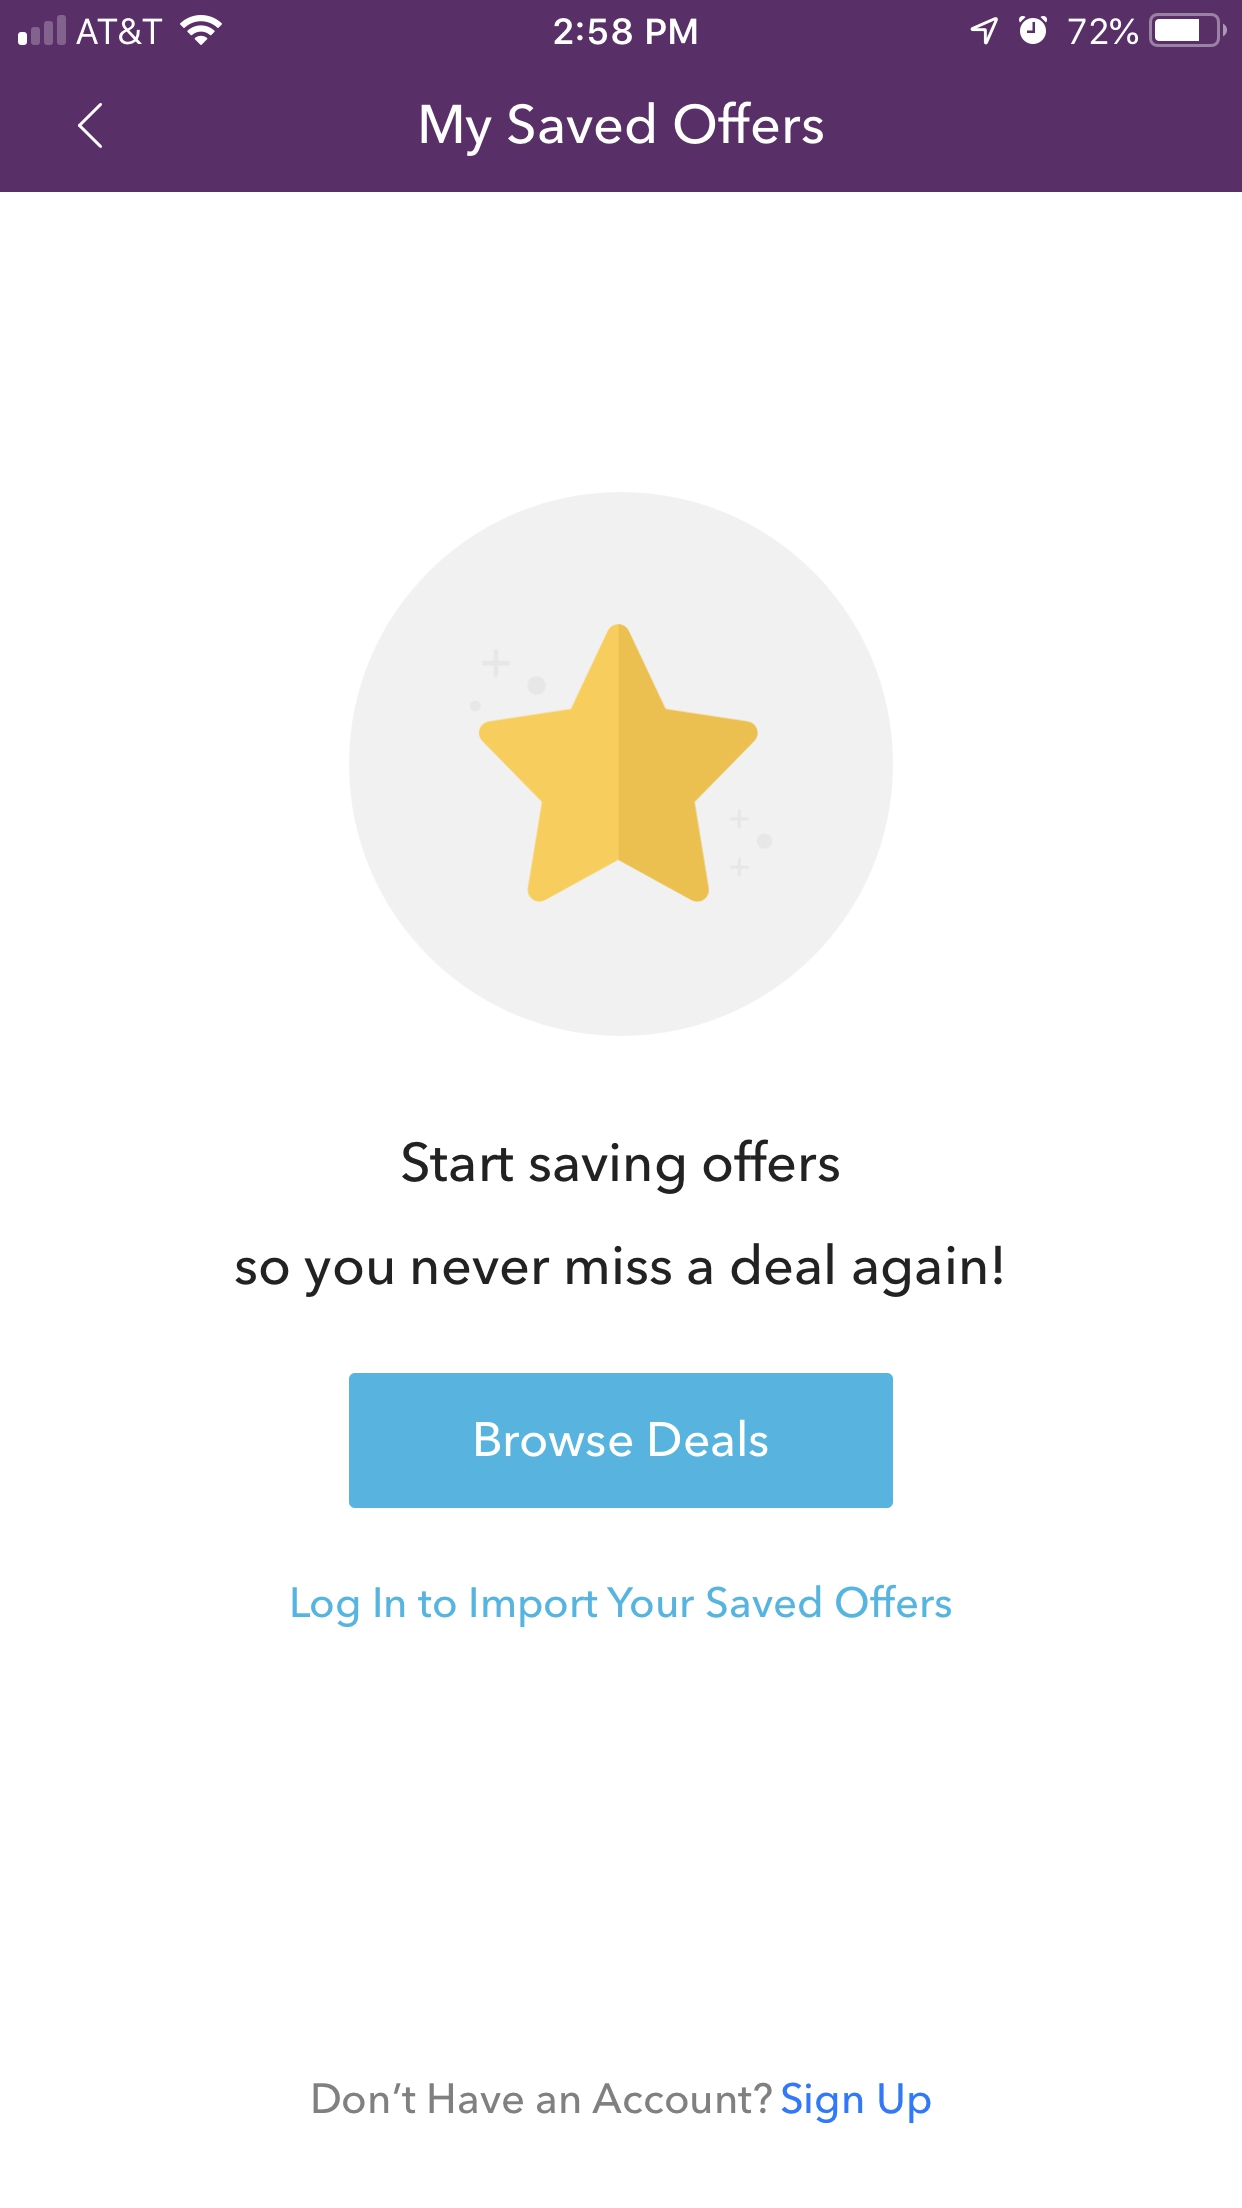 AT&T 2:58 PM 72%
My Saved Offers
Start saving offers
so you never miss a deal again!
Browse Deals
Log In to Import Your Saved Offers
Don’t Have an Account? Sign Up